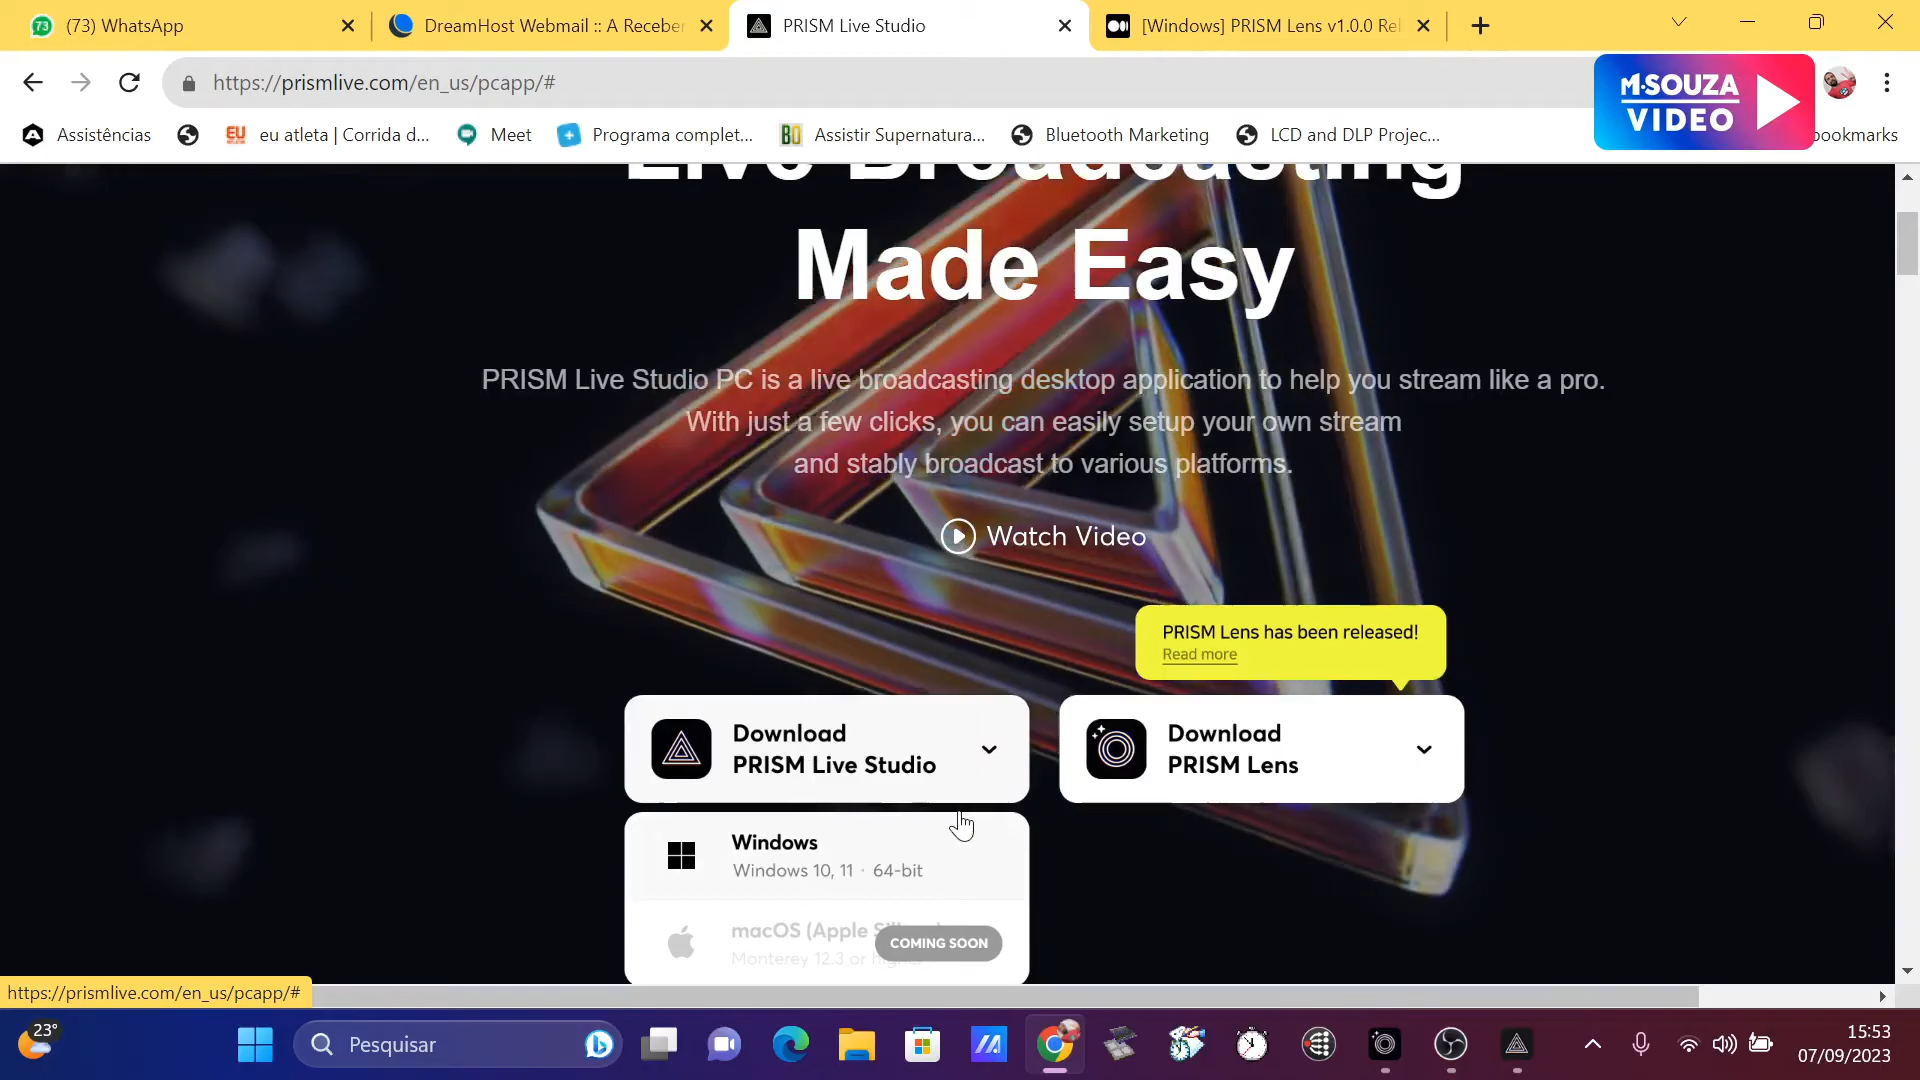 (73) WhatsApp
DreamHost Webmail :: A Receber
PRISM Live Studio
[Windows] PRISM Lens v1.0.0 Rel
https://prismlive.com/en_us/pcapp/#
M·SOUZA
VIDEO
Assistências
eu atleta | Corrida d...
Meet
Programa complet...
Assistir Supernatura...
Bluetooth Marketing
LCD and DLP Projec...
bookmarks
Live Broadcasting
Made Easy
PRISM Live Studio PC is a live broadcasting desktop application to help you stream like a pro.
With just a few clicks, you can easily setup your own stream
and stably broadcast to various platforms.
Watch Video
PRISM Lens has been released!
Read more
Download
PRISM Live Studio
Download
PRISM Lens
Windows
Windows 10, 11 · 64-bit
macOS (Apple
COMING SOON
Monterey 12.3 or higher
https://prismlive.com/en_us/pcapp/#
23°
Pesquisar
15:53
07/09/2023